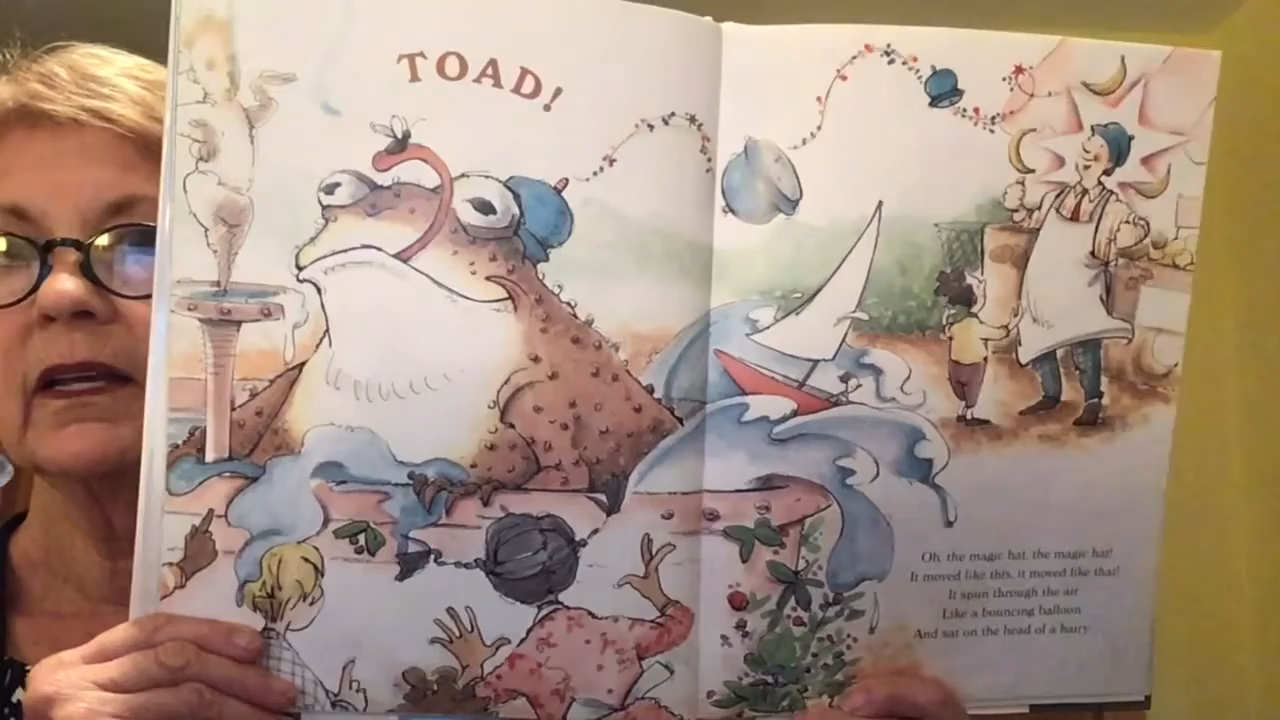 TOAD!
Oh, the magic hat, the magic hat!
It moved like this, it moved like that!
It spun through the air
Like a bouncing balloon
And sat on the head of a hairy